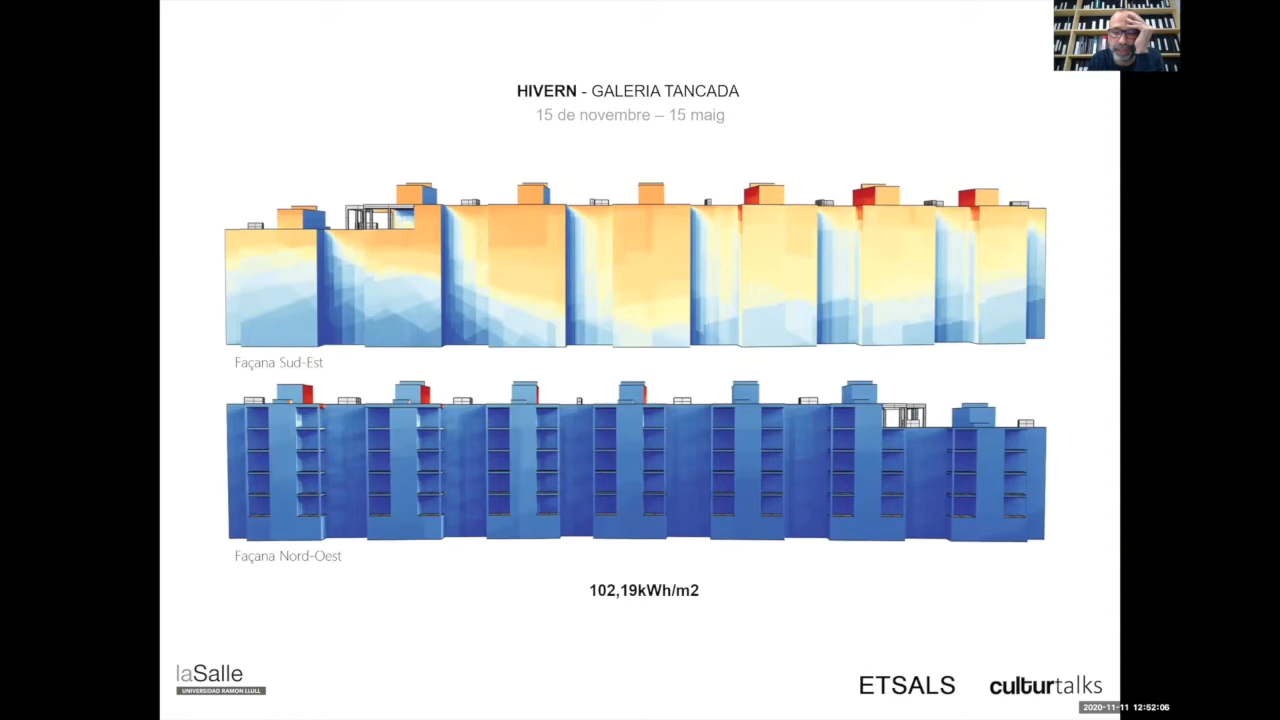 HIVERN - GALERIA TANCADA
15 de novembre – 15 maig
Façana Sud-Est
Façana Nord-Oest
102,19kWh/m2
laSalle
UNIVERSIDAD RAMON LLULL
ETSALS
culturtalks
2020-11-11 12:52:06